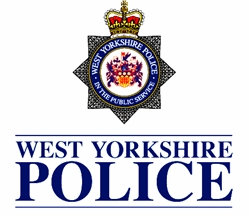 WEST YORKSHIRE POLICE
IN THE PUBLIC SERVICE
WEST YORKSHIRE
POLICE